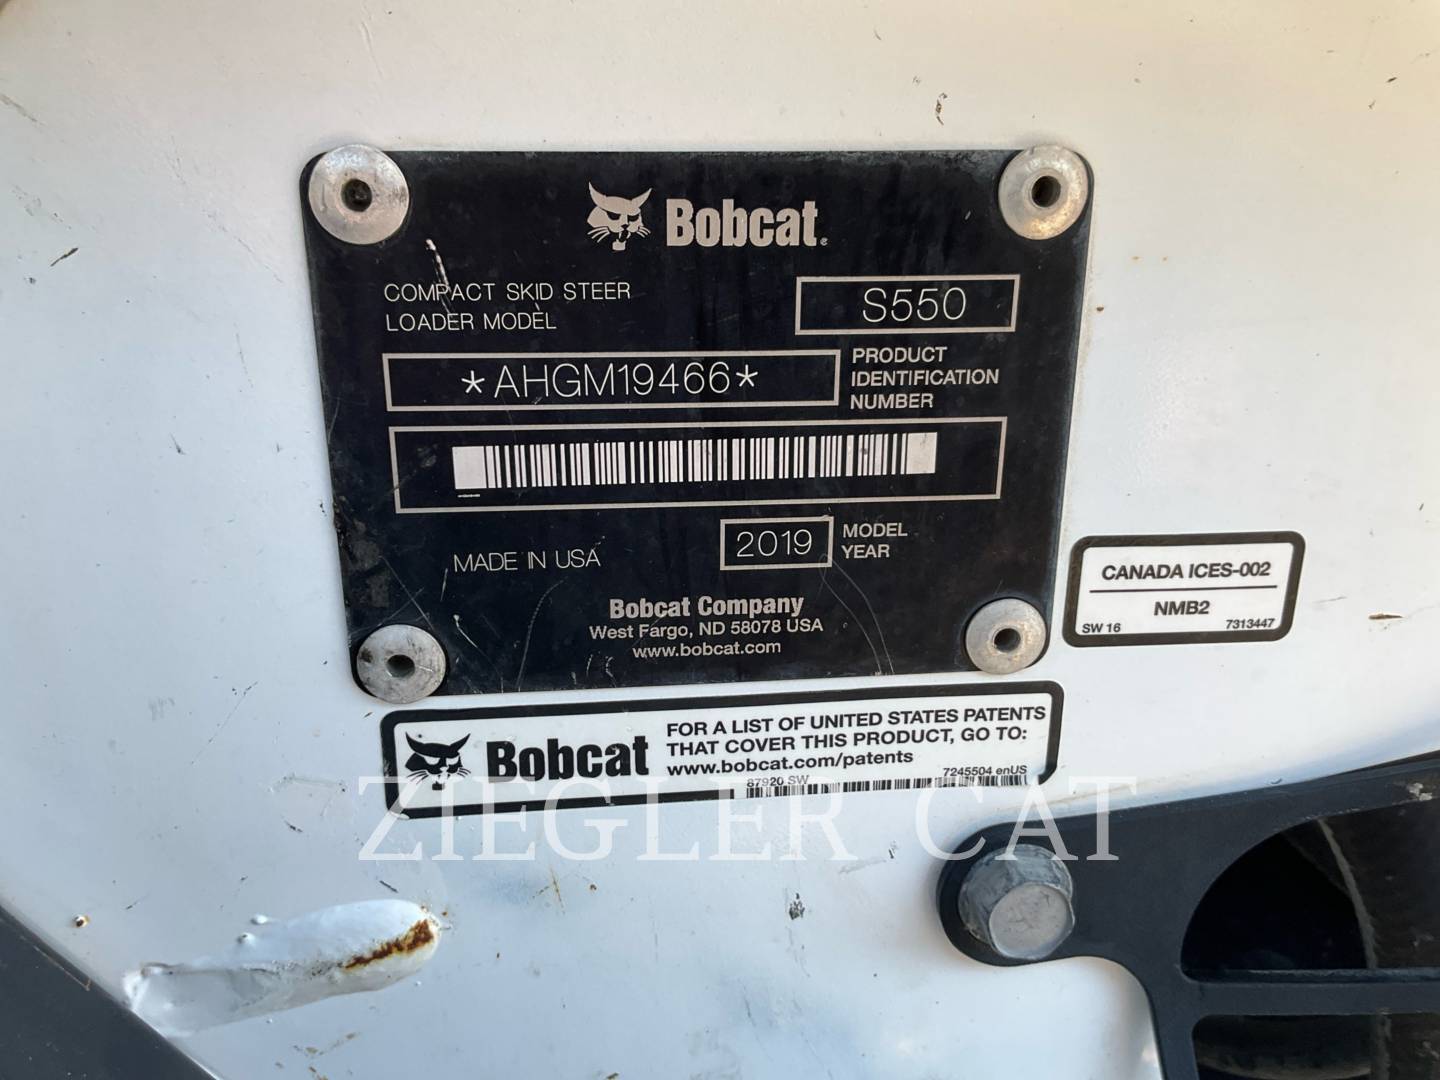 Bobcat
COMPACT SKID STEER
LOADER MODEL
S550
*AHGM19466*
PRODUCT
IDENTIFICATION
NUMBER
MADE IN USA
2019
MODEL
YEAR
Bobcat Company
West Fargo, ND 58078 USA
www.bobcat.com
CANADA ICES-002
NMB2
SW 16
7313447
Bobcat
FOR A LIST OF UNITED STATES PATENTS
THAT COVER THIS PRODUCT, GO TO:
www.bobcat.com/patents
87920 SW
7245504 enUS
ZIEGLER CAT